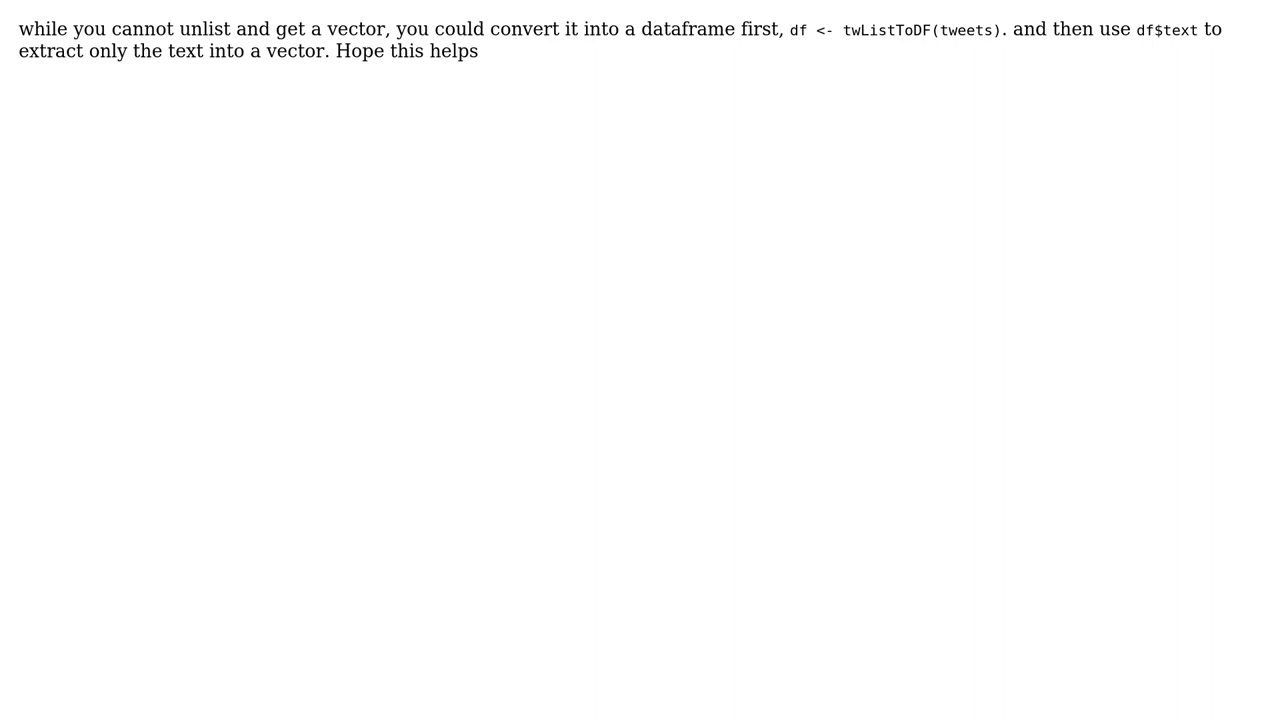 while you cannot unlist and get a vector, you could convert it into a dataframe first, df <- twListToDF(tweets). and then use df$text to
extract only the text into a vector. Hope this helps